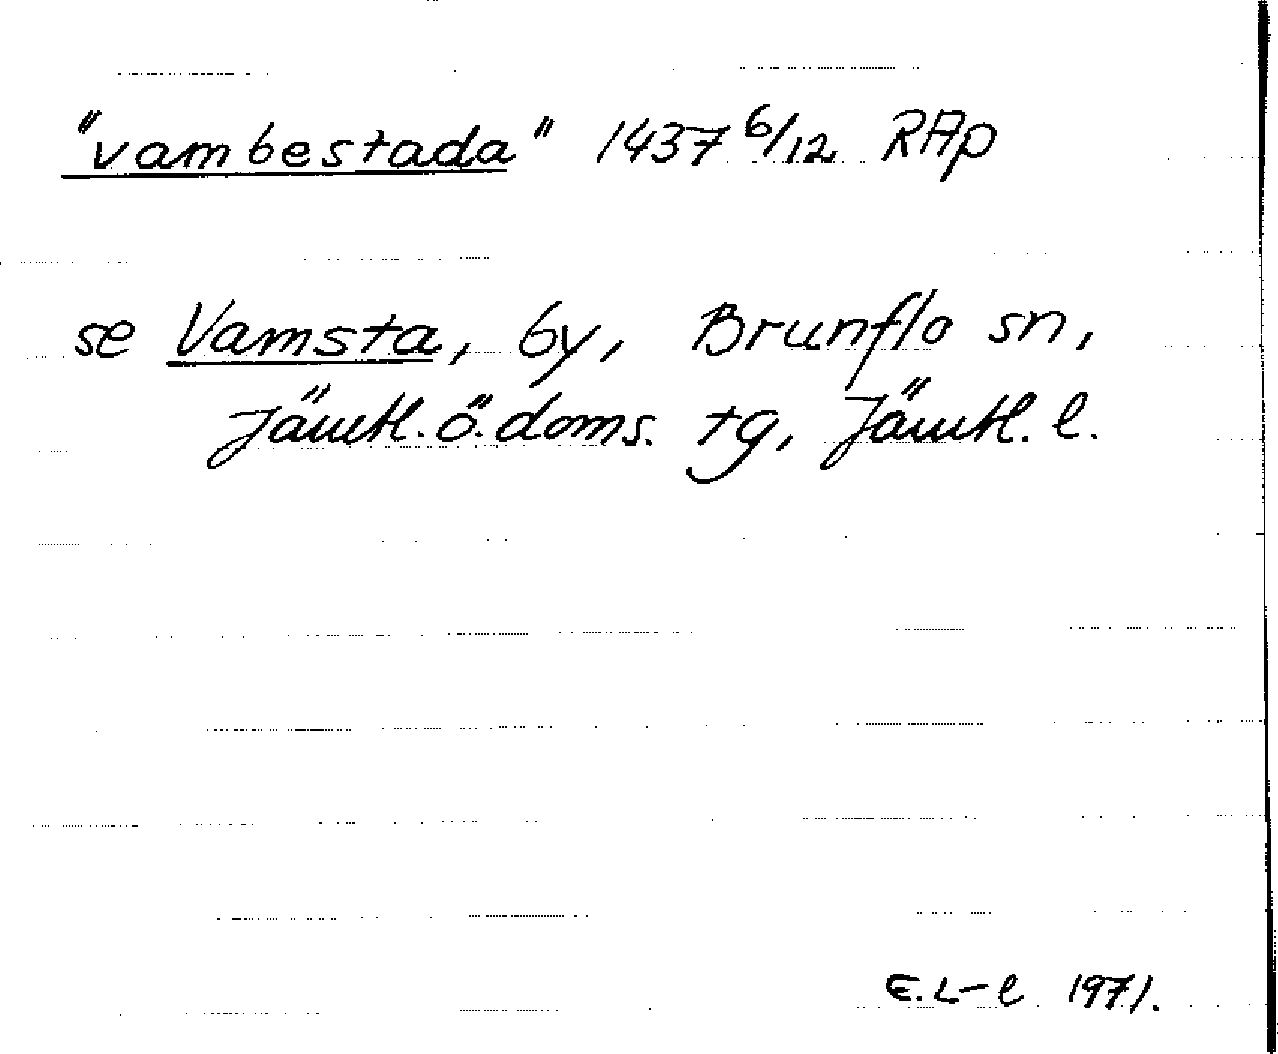 "vambestada" 1437 6/12 RAp
se Vamsta, by, Brunflo sn,
Jämtl. ö. doms. tg, Jämtl. l.
E. L-l 1971.